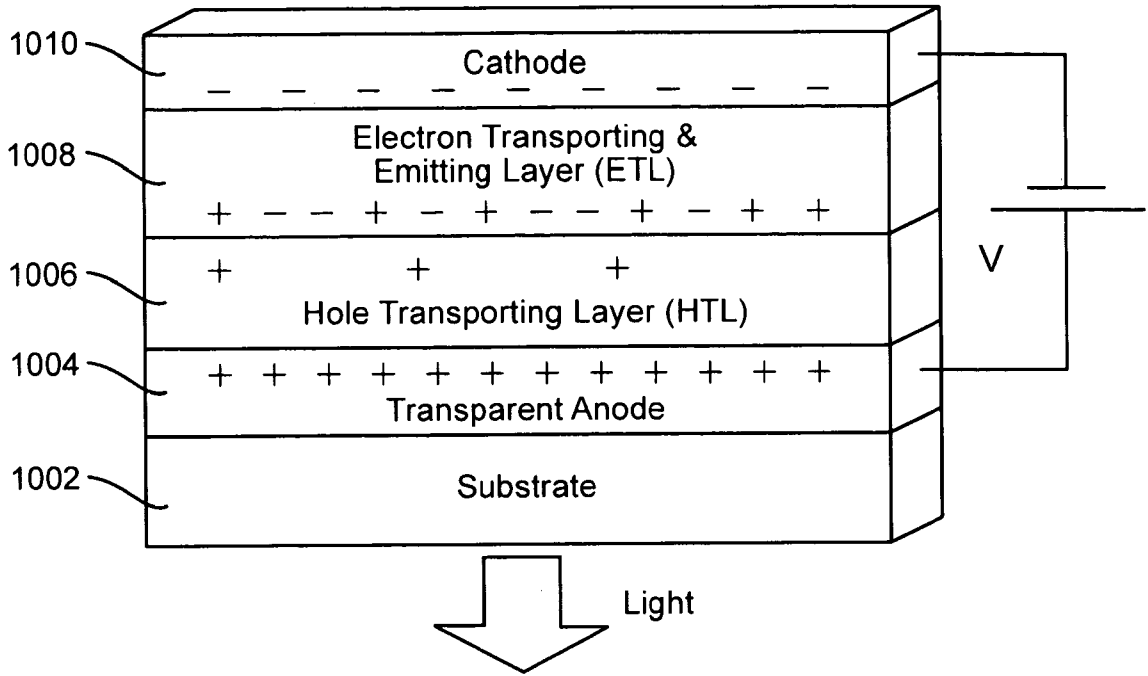 1010
Cathode
− − − − − − − − −
1008
Electron Transporting &
Emitting Layer (ETL)
+ − − + − + − − + − + +
1006
+ + +
Hole Transporting Layer (HTL)
V
1004
+ + + + + + + + + + + +
Transparent Anode
1002
Substrate
Light